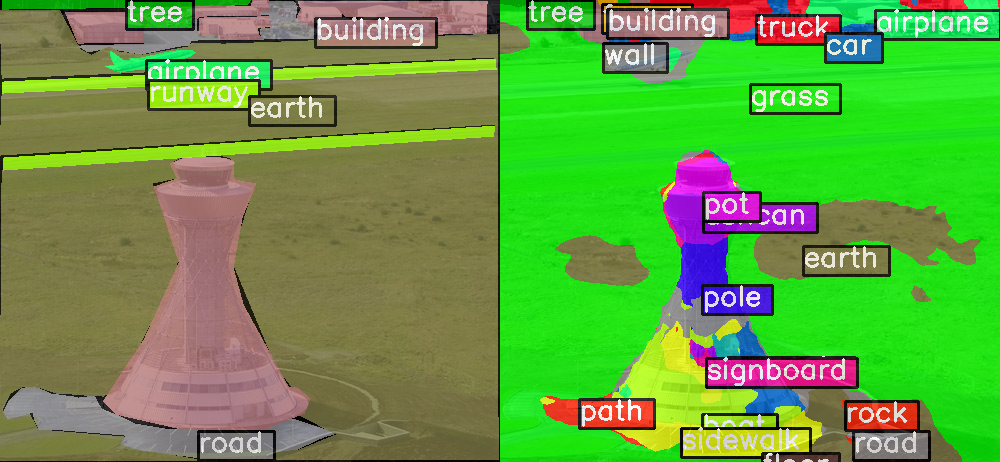 tree
building
airplane
runway
earth
road
tree
building
truck
airplane
car
wall
grass
pot
earth
pole
signboard
path
rock
sidewalk
road